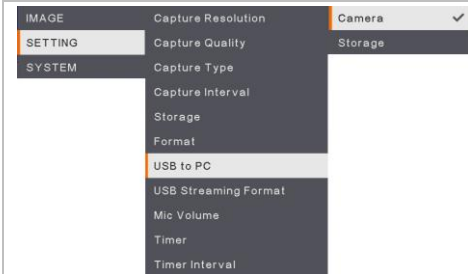 IMAGE
SETTING
SYSTEM
Capture Resolution
Capture Quality
Capture Type
Capture Interval
Storage
Format
USB to PC
USB Streaming Format
Mic Volume
Timer
Timer Interval
Camera
Storage